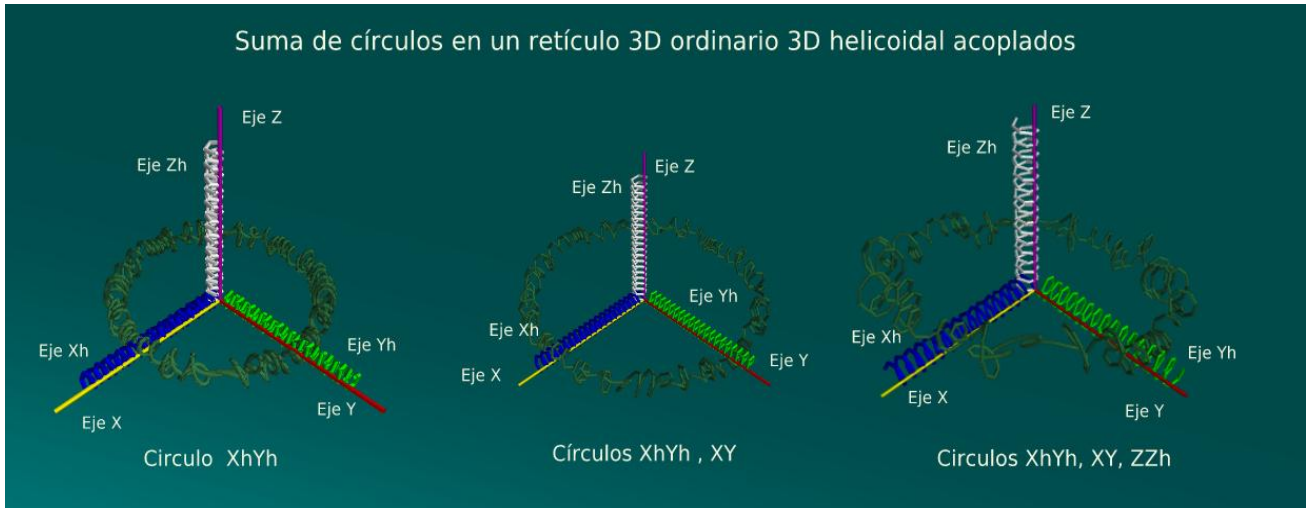 Suma de círculos en un retículo 3D ordinario 3D helicoidal acoplados
Eje Z
Eje Zh
Eje Xh
Eje Yh
Eje X
Eje Y
Circulo XhYh
Eje Z
Eje Zh
Eje Yh
Eje Xh
Eje X
Eje Y
Círculos XhYh , XY
Eje Z
Eje Zh
Eje Xh
Eje Yh
Eje X
Eje Y
Circulos XhYh, XY, ZZh